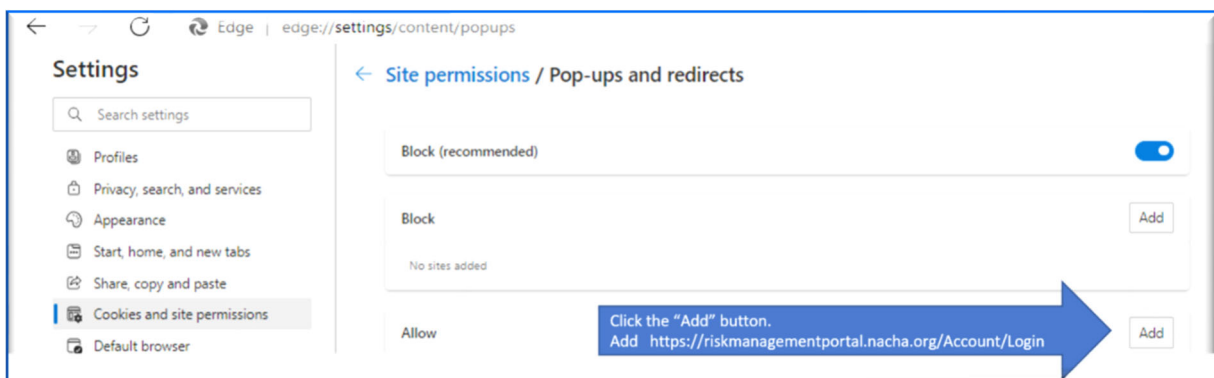 Edge | edge://settings/content/popups
Settings
Site permissions / Pop-ups and redirects
Search settings
Block (recommended)
Profiles
Privacy, search, and services
Appearance
Block
Add
Start, home, and new tabs
No sites added
Share, copy and paste
Cookies and site permissions
Allow
Click the “Add” button.
Add https://riskmanagementportal.nacha.org/Account/Login
Add
Default browser